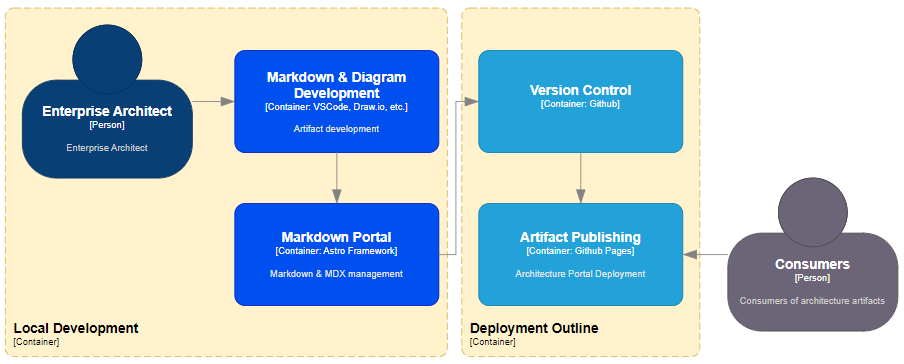 Enterprise Architect
[Person]
Enterprise Architect
Markdown & Diagram
Development
[Container: VSCode, Draw.io, etc.]
Artifact development
Markdown Portal
[Container: Astro Framework]
Markdown & MDX management
Local Development
[Container]
Version Control
[Container: Github]
Artifact Publishing
[Container: Github Pages]
Architecture Portal Deployment
Deployment Outline
[Container]
Consumers
[Person]
Consumers of architecture artifacts